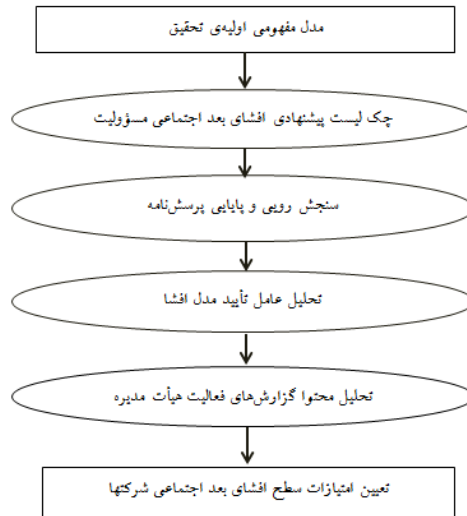 مدل مفهومی اولیه‌ی تحقیق
چک لیست پیشنهادی افشای بعد اجتماعی مسؤولیت
سنجش رویی و پایایی پرسش‌نامه
تحلیل عامل تأیید مدل افشا
تحلیل محتوا گزارش‌های فعالیت هیأت مدیره
تعیین امتیازات سطح افشای بعد اجتماعی شرکتها